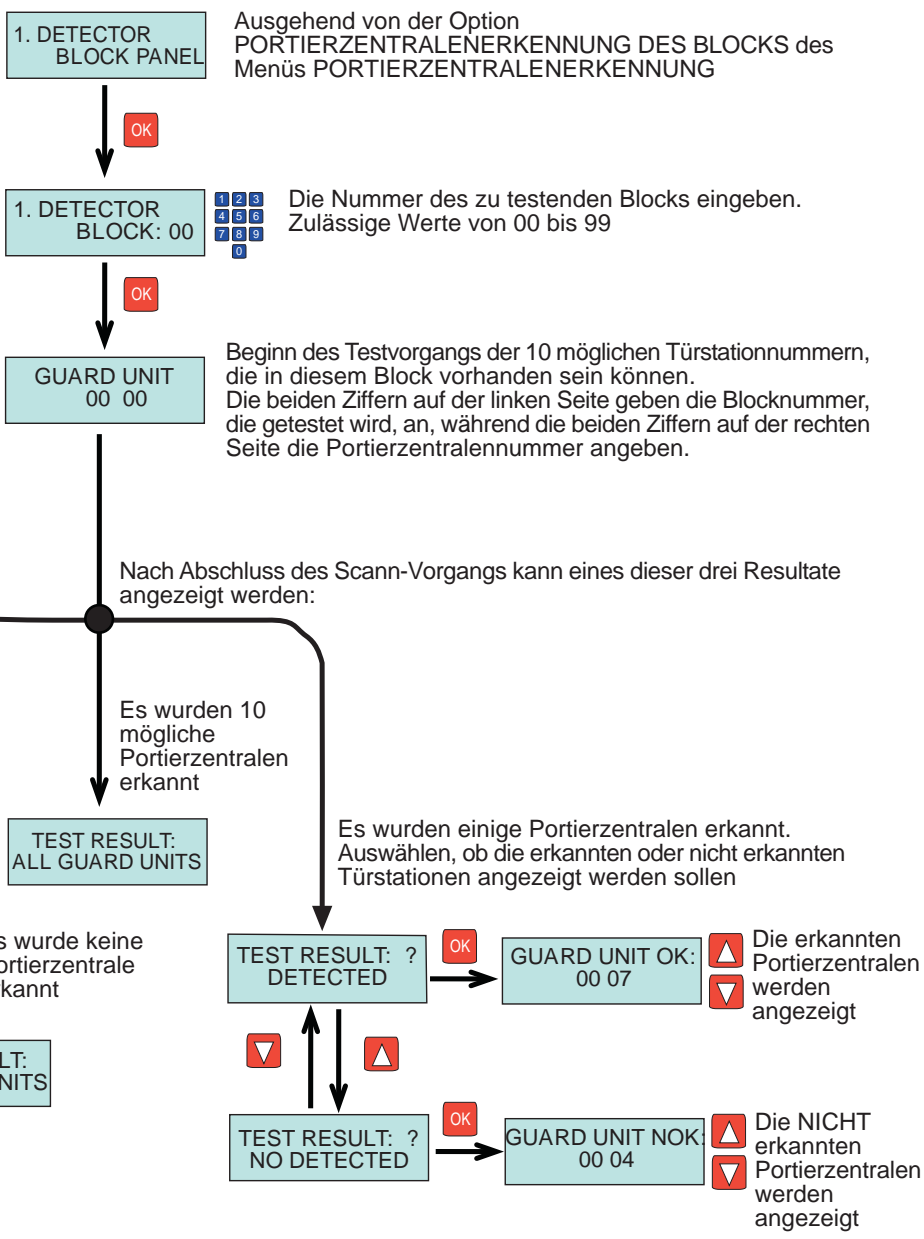 1. DETECTOR
BLOCK PANEL
Ausgehend von der Option
PORTIERZENTRALENERKENNUNG DES BLOCKS des
Menüs PORTIERZENTRALENERKENNUNG
OK
1. DETECTOR
BLOCK: 00
1 2 3
4 5 6
7 8 9
0
Die Nummer des zu testenden Blocks eingeben.
Zulässige Werte von 00 bis 99
OK
GUARD UNIT
00 00
Beginn des Testvorgangs der 10 möglichen Türstationnummern,
die in diesem Block vorhanden sein können.
Die beiden Ziffern auf der linken Seite geben die Blocknummer,
die getestet wird, an, während die beiden Ziffern auf der rechten
Seite die Portierzentralennummer angeben.
Nach Abschluss des Scann-Vorgangs kann eines dieser drei Resultate
angezeigt werden:
Es wurden 10
mögliche
Portierzentralen
erkannt
TEST RESULT:
ALL GUARD UNITS
Es wurden einige Portierzentralen erkannt.
Auswählen, ob die erkannten oder nicht erkannten
Türstationen angezeigt werden sollen
s wurde keine
ortierzentrale
kannt
LT:
NITS
TEST RESULT: ?
DETECTED
OK
GUARD UNIT OK:
00 07
Die erkannten
Portierzentralen
werden
angezeigt
TEST RESULT: ?
NO DETECTED
OK
GUARD UNIT NOK:
00 04
Die NICHT
erkannten
Portierzentralen
werden
angezeigt